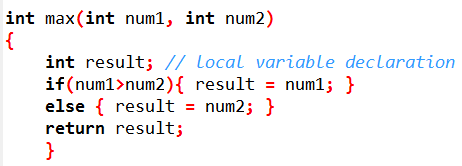 int max(int num1, int num2)
{
    int result; // local variable declaration
    if(num1>num2){ result = num1; }
    else { result = num2; }
    return result;
    }